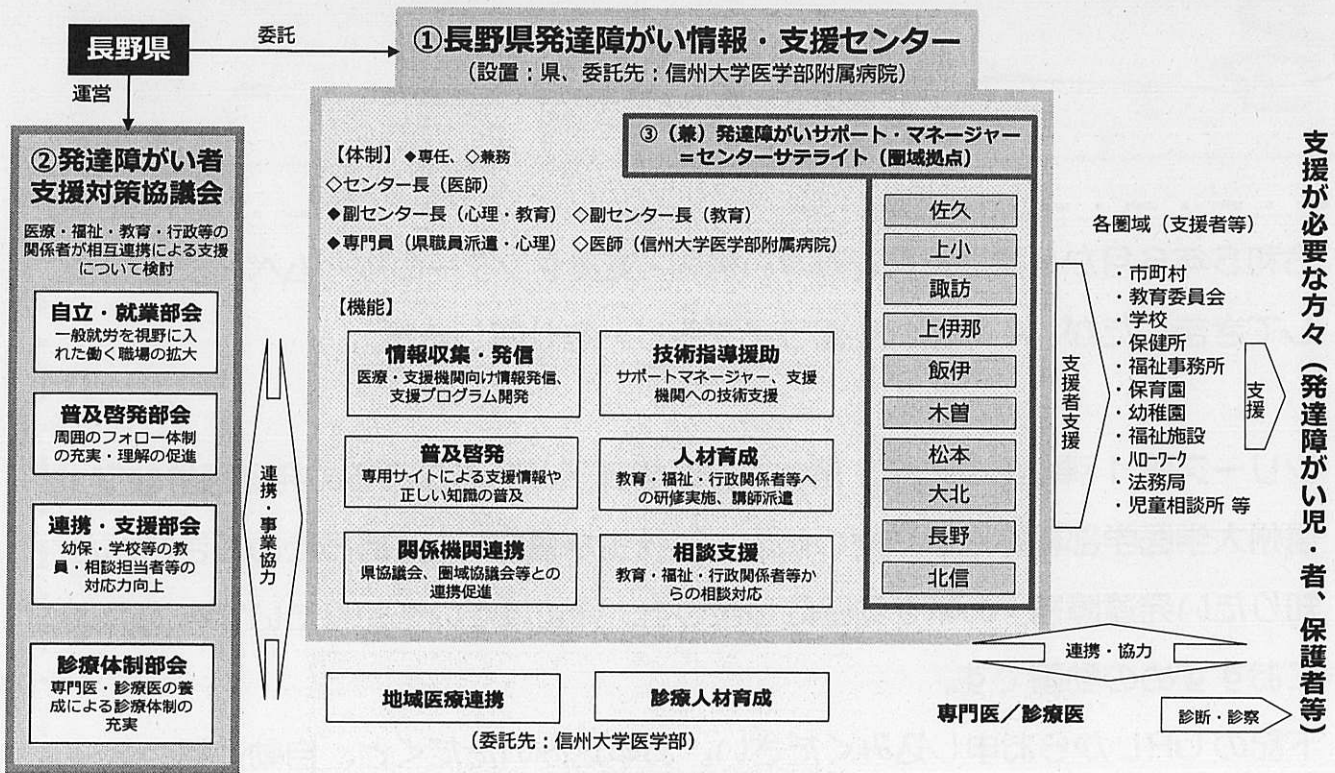 長野県
委託
運営
①長野県発達障がい情報・支援センター
(設置：県、委託先：信州大学医学部附属病院)
②発達障がい者
支援対策協議会
医療・福祉・教育・行政等の
関係者が相互連携による支援
について検討
自立・就業部会
一般就労を視野に入
れた働く職場の拡大
普及啓発部会
周囲のフォロー体制
の充実・理解の促進
連携・支援部会
幼保・学校等の教
員・相談担当者等の
対応力向上
診療体制部会
専門医・診療医の養
成による診療体制の
充実
連携・事業協力
【体制】◆専任、◇兼務
◇センター長（医師）
◆副センター長（心理・教育）◇副センター長（教育）
◆専門員（県職員派遣・心理）◇医師（信州大学医学部附属病院）
【機能】
情報収集・発信
医療・支援機関向け情報発信、
支援プログラム開発
技術指導援助
サポートマネージャー、支援
機関への技術支援
普及啓発
専用サイトによる支援情報や
正しい知識の普及
人材育成
教育・福祉・行政関係者等へ
の研修実施、講師派遣
関係機関連携
県協議会、圏域協議会等との
連携促進
相談支援
教育・福祉・行政関係者等か
らの相談対応
③（兼）発達障がいサポート・マネージャー
＝センターサテライト（圏域拠点）
佐久
上小
諏訪
上伊那
飯伊
木曽
松本
大北
長野
北信
支援者支援
各圏域（支援者等）
・市町村
・教育委員会
・学校
・保健所
・福祉事務所
・保育園
・幼稚園
・福祉施設
・ﾊﾛｰﾜｰｸ
・法務局
・児童相談所 等
支援
支援が必要な方々（発達障がい児・者、保護者等）
連携・協力
専門医／診療医
診断・診察
地域医療連携
診療人材育成
（委託先：信州大学医学部）